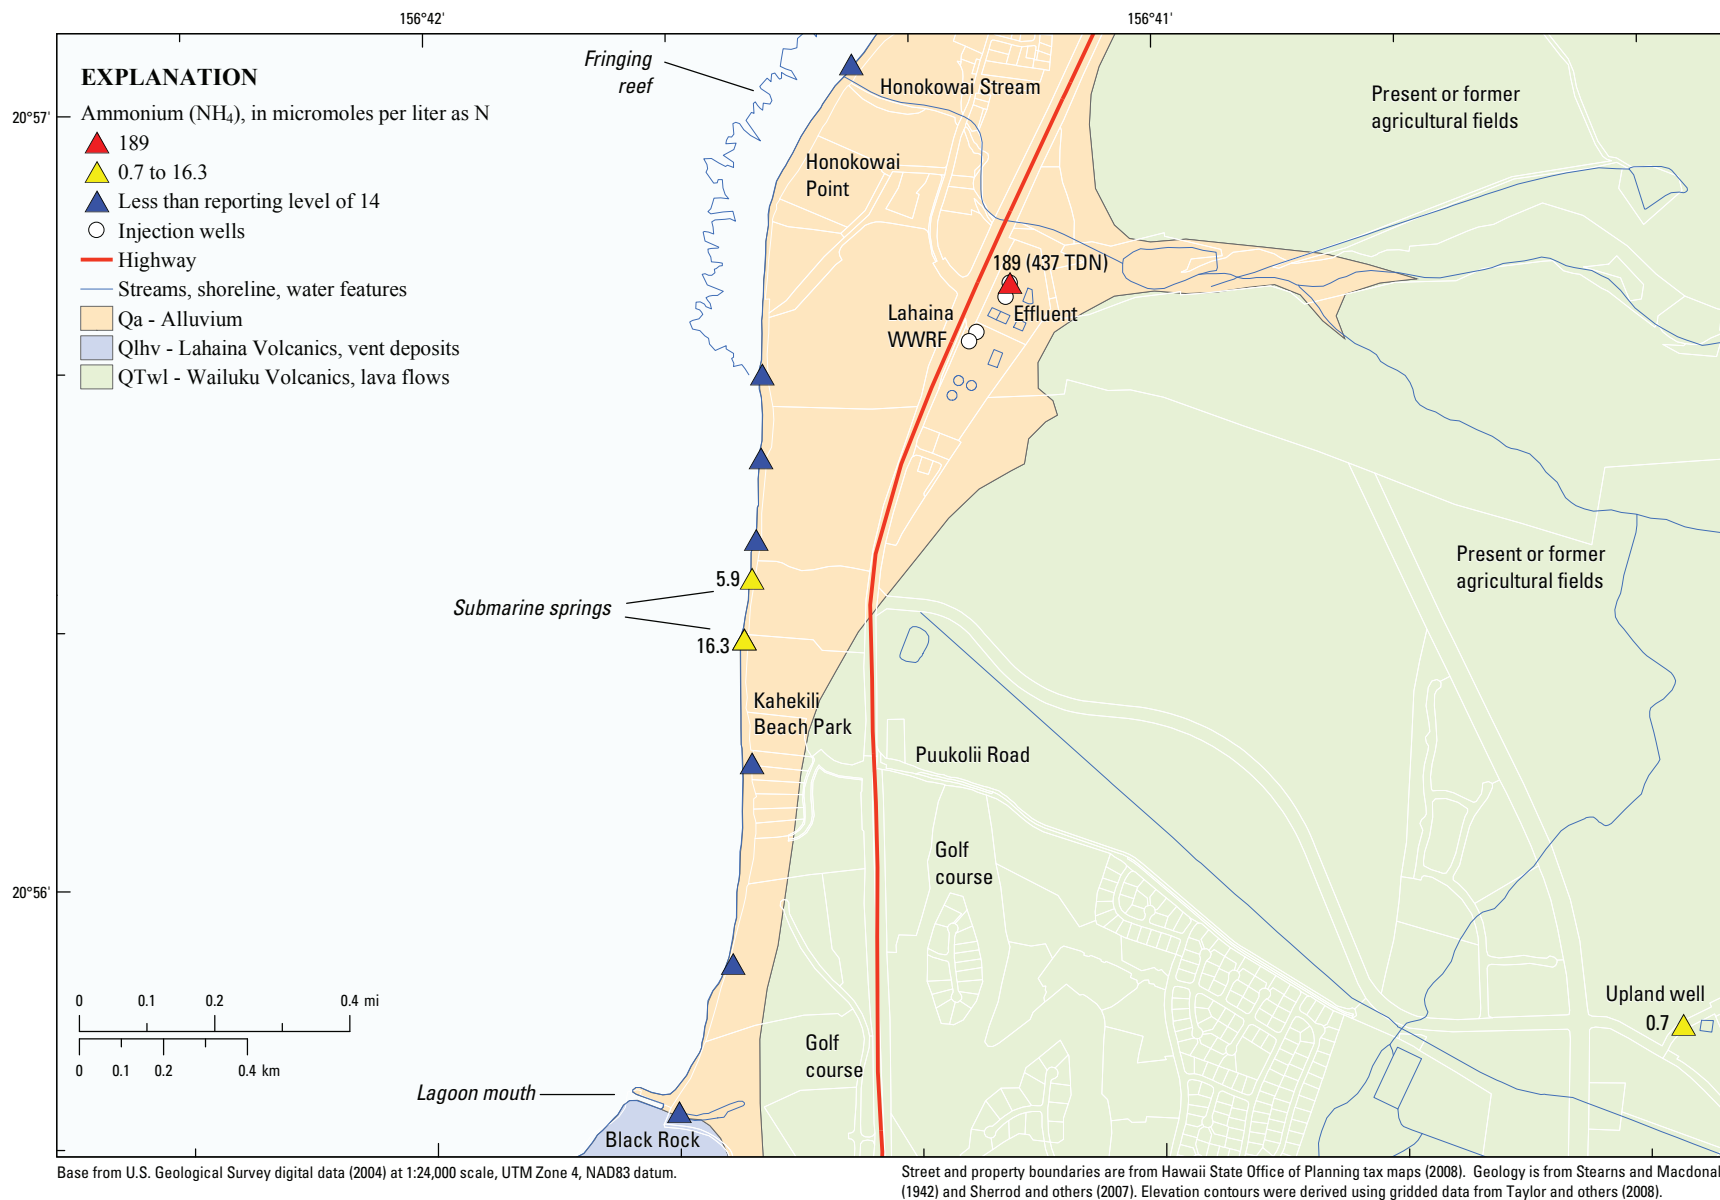 156°42'
156°41'
20°57'
20°56'
EXPLANATION
Ammonium (NH₄), in micromoles per liter as N
189
0.7 to 16.3
Less than reporting level of 14
Injection wells
Highway
Streams, shoreline, water features
Qa - Alluvium
Qlhv - Lahaina Volcanics, vent deposits
QTwl - Wailuku Volcanics, lava flows
Fringing
reef
Honokowai Stream
Present or former
agricultural fields
Honokowai
Point
189 (437 TDN)
Effluent
Lahaina
WWRF
Present or former
agricultural fields
5.9
Submarine springs
16.3
Kahekili
Beach Park
Puukolii Road
Golf
course
Upland well
0.7
Golf
course
0 0.1 0.2 0.4 mi
0 0.1 0.2 0.4 km
Lagoon mouth
Black Rock
Base from U.S. Geological Survey digital data (2004) at 1:24,000 scale, UTM Zone 4, NAD83 datum.
Street and property boundaries are from Hawaii State Office of Planning tax maps (2008). Geology is from Stearns and Macdonal
(1942) and Sherrod and others (2007). Elevation contours were derived using gridded data from Taylor and others (2008).